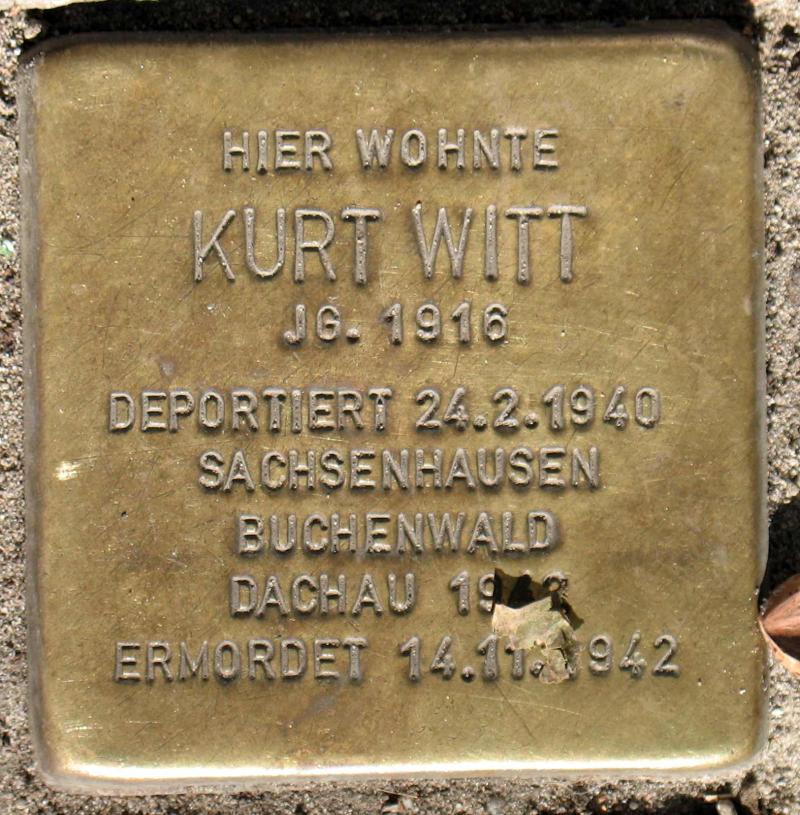 HIER WOHNTE
KURT WITT
JG. 1916
DEPORTIERT 24.2.1940
SACHSENHAUSEN
BUCHENWALD
DACHAU
ERMORDET